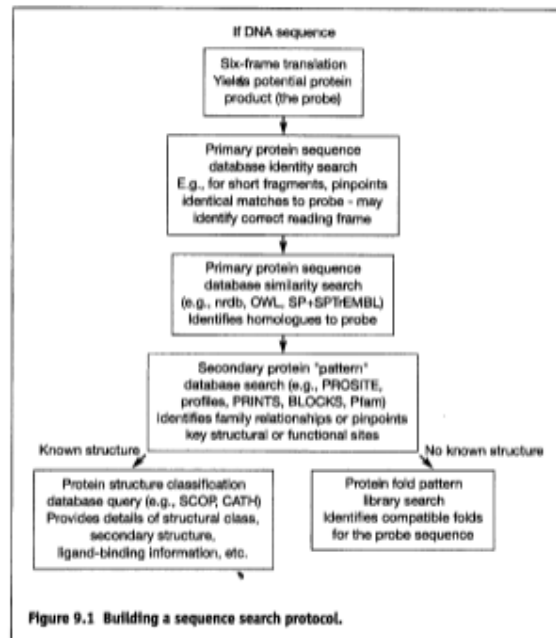 If DNA sequence
Six-frame translation
Yields potential protein
product (the probe)
Primary protein sequence
database identity search
E.g., for short fragments, pinpoints
identical matches to probe - may
identify correct reading frame
Primary protein sequence
database similarity search
(e.g., nrdb, OWL, SP+SPTrEMBL)
Identifies homologues to probe
Secondary protein "pattern"
database search (e.g., PROSITE,
profiles, PRINTS, BLOCKS, Pfam)
Identifies family relationships or pinpoints
key structural or functional sites
Known structure
No known structure
Protein structure classification
database query (e.g., SCOP, CATH)
Provides details of structural class,
secondary structure,
ligand-binding information, etc.
Protein fold pattern
library search
Identifies compatible folds
for the probe sequence
Figure 9.1 Building a sequence search protocol.